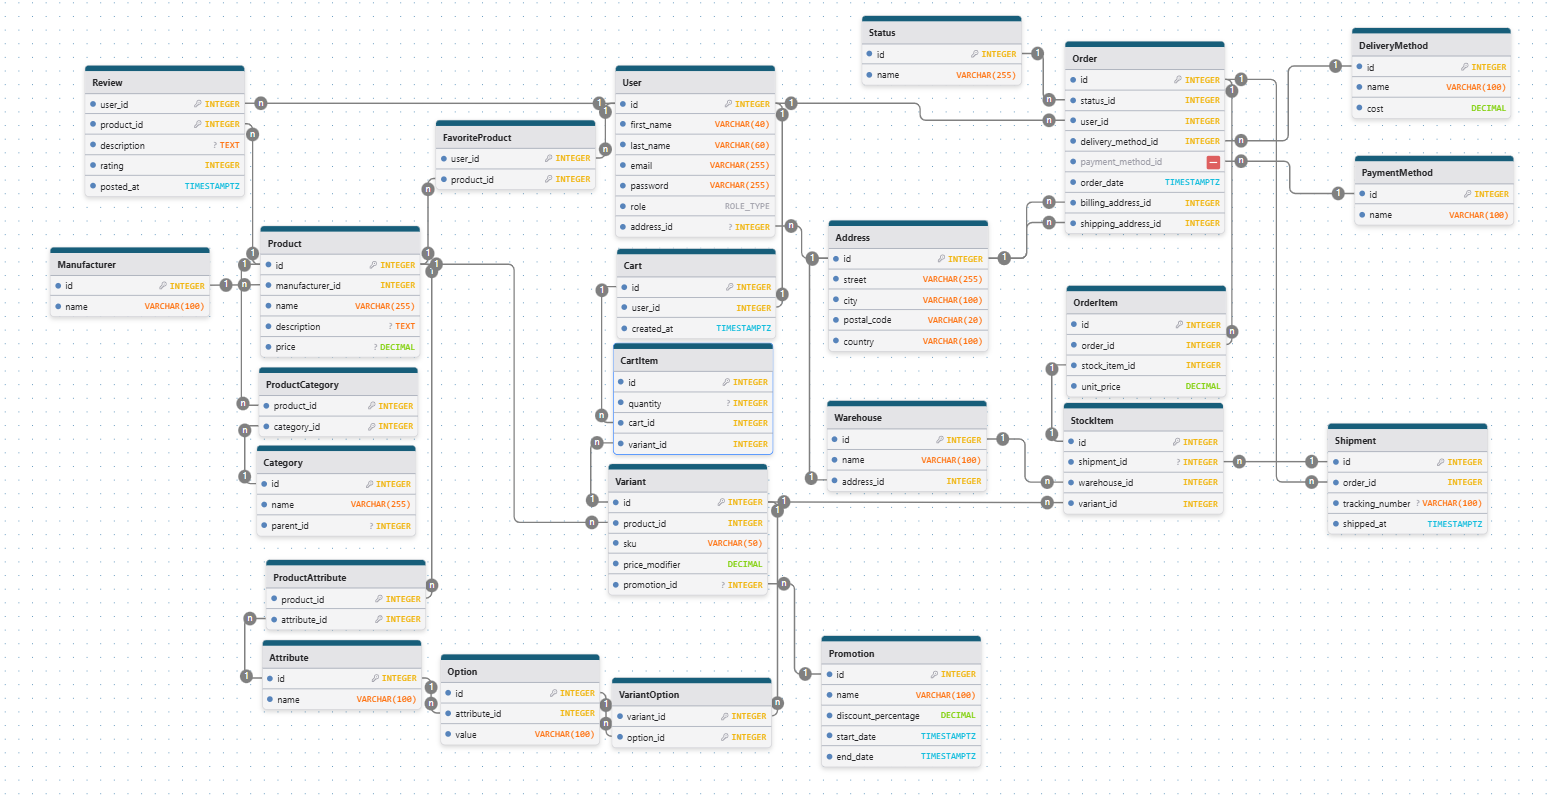 Status
id INTEGER
name VARCHAR(255)
DeliveryMethod
id INTEGER
name VARCHAR(100)
cost DECIMAL
Order
id INTEGER
status_id INTEGER
user_id INTEGER
delivery_method_id INTEGER
payment_method_id
order_date TIMESTAMPTZ
billing_address_id INTEGER
shipping_address_id INTEGER
Review
user_id INTEGER
product_id INTEGER
description ? TEXT
rating INTEGER
posted_at TIMESTAMPTZ
User
id INTEGER
first_name VARCHAR(40)
last_name VARCHAR(60)
email VARCHAR(255)
password VARCHAR(255)
role ROLE_TYPE
address_id ? INTEGER
FavoriteProduct
user_id INTEGER
product_id INTEGER
PaymentMethod
id INTEGER
name VARCHAR(100)
Manufacturer
id INTEGER
name VARCHAR(100)
Product
id INTEGER
manufacturer_id INTEGER
name VARCHAR(255)
description ? TEXT
price ? DECIMAL
Address
id INTEGER
street VARCHAR(255)
city VARCHAR(100)
postal_code VARCHAR(20)
country VARCHAR(100)
Cart
id INTEGER
user_id INTEGER
created_at TIMESTAMPTZ
OrderItem
id INTEGER
order_id INTEGER
stock_item_id INTEGER
unit_price DECIMAL
CartItem
id INTEGER
quantity ? INTEGER
cart_id INTEGER
variant_id INTEGER
ProductCategory
product_id INTEGER
category_id INTEGER
Warehouse
id INTEGER
name VARCHAR(100)
address_id INTEGER
StockItem
id INTEGER
shipment_id ? INTEGER
warehouse_id INTEGER
variant_id INTEGER
Shipment
id INTEGER
order_id INTEGER
tracking_number ? VARCHAR(100)
shipped_at TIMESTAMPTZ
Category
id INTEGER
name VARCHAR(255)
parent_id ? INTEGER
Variant
id INTEGER
product_id INTEGER
sku VARCHAR(50)
price_modifier DECIMAL
promotion_id ? INTEGER
ProductAttribute
product_id INTEGER
attribute_id INTEGER
Attribute
id INTEGER
name VARCHAR(100)
Option
id INTEGER
attribute_id INTEGER
value VARCHAR(100)
VariantOption
variant_id INTEGER
option_id INTEGER
Promotion
id INTEGER
name VARCHAR(100)
discount_percentage DECIMAL
start_date TIMESTAMPTZ
end_date TIMESTAMPTZ